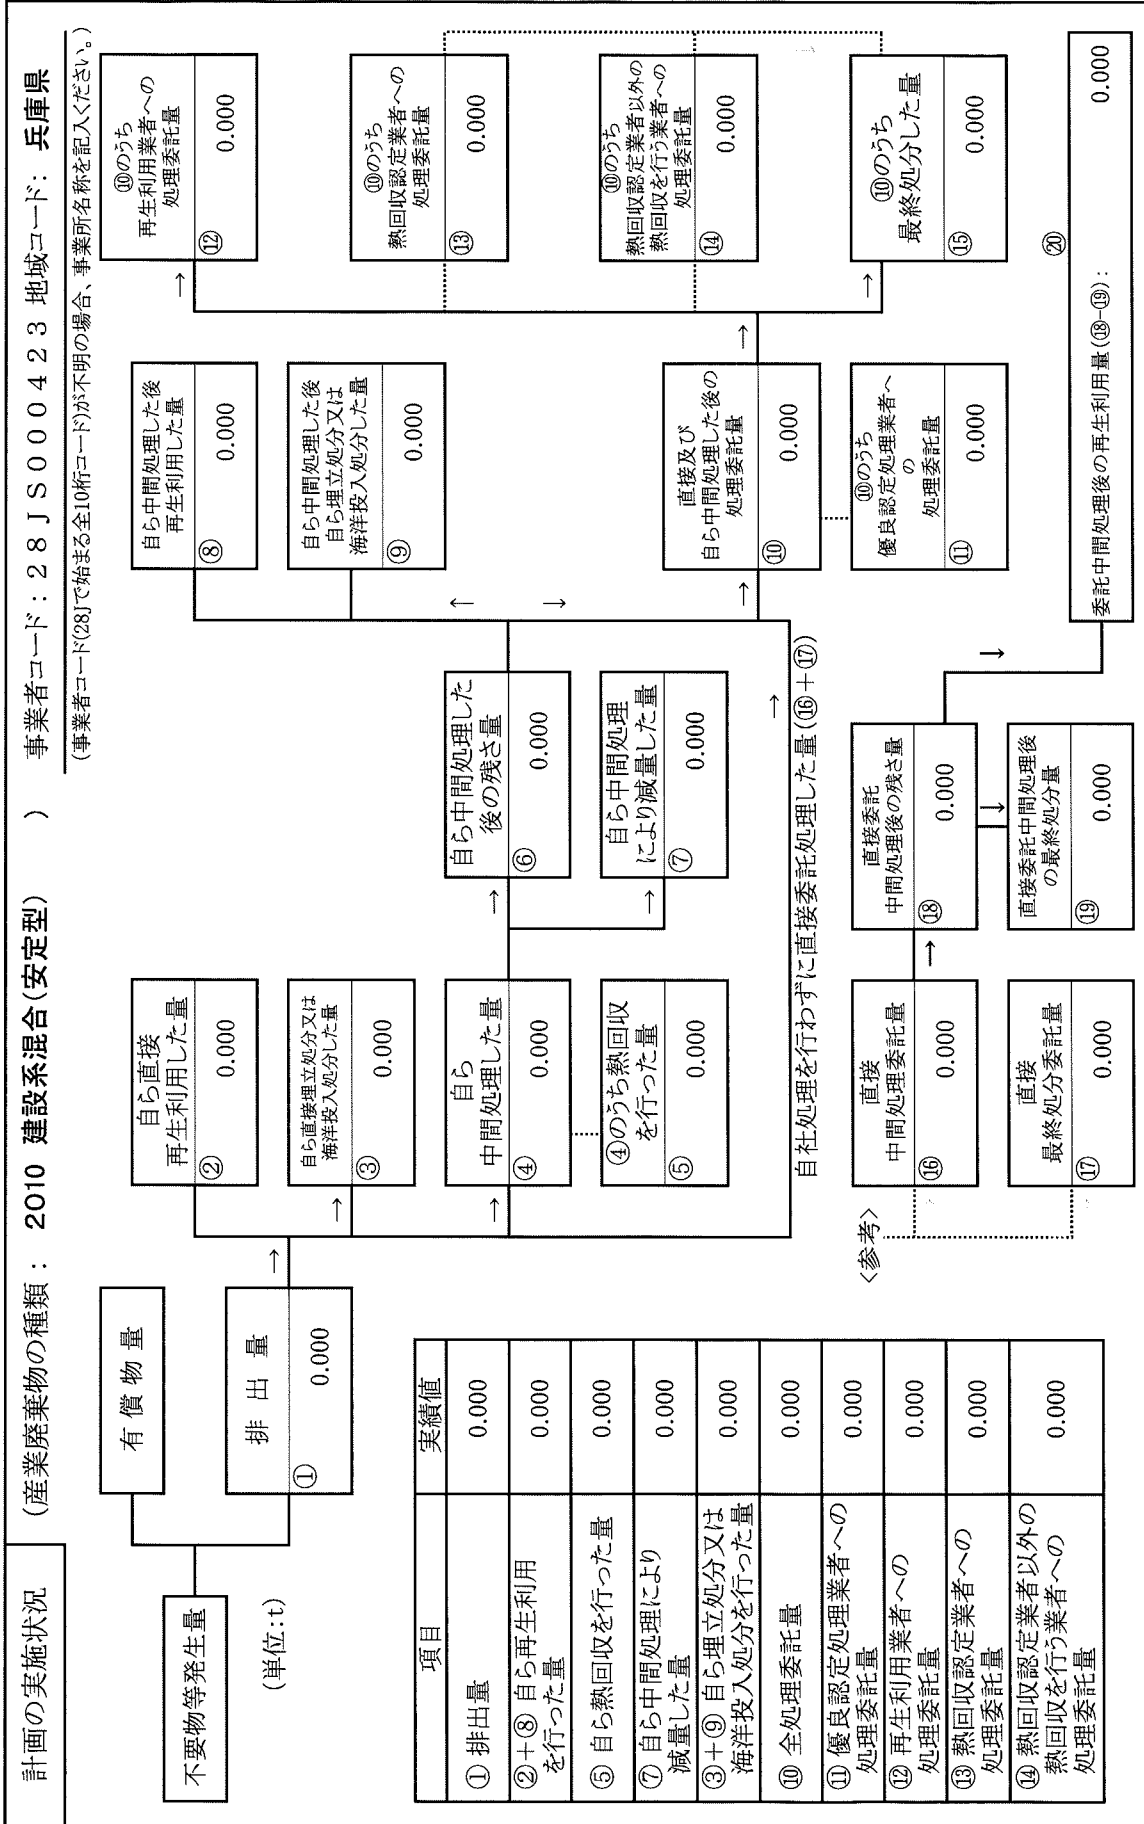 計画の実施状況
(産業廃棄物の種類： 2010 建設系混合(安定型) )
事業者コード：２８ＪＳ０００４２３ 地域コード： 兵庫県
(事業者コード(28Jで始まる全10桁コード)が不明の場合、事業所名称を記入ください。)
不要物等発生量
(単位:t)
有 償 物 量
排 出 量
① 0.000
→
自ら直接
再生利用した量
② 0.000
→
自ら直接埋立処分又は
海洋投入処分した量
③ 0.000
→
自ら
中間処理した量
④ 0.000
④のうち熱回収
を行った量
⑤ 0.000
→
自ら中間処理した
後の残さ量
⑥ 0.000
→
自ら中間処理
により減量した量
⑦ 0.000
↑
↓
自ら中間処理した後
再生利用した量
⑧ 0.000
自ら中間処理した後
自ら埋立処分又は
海洋投入処分した量
⑨ 0.000
→
直接及び
自ら中間処理した後の
処理委託量
⑩ 0.000
⑩のうち
優良認定処理業者へ
の
処理委託量
⑪ 0.000
→
→
⑩のうち
再生利用業者への
処理委託量
⑫ 0.000
⑩のうち
熱回収認定業者への
処理委託量
⑬ 0.000
⑩のうち
熱回収認定業者以外の
熱回収を行う業者への
処理委託量
⑭ 0.000
→
⑩のうち
最終処分した量
⑮ 0.000
自社処理を行わずに直接委託処理した量(⑯＋⑰)
→
<参考>
直接
中間処理委託量
⑯ 0.000
直接
最終処分委託量
⑰ 0.000
→
直接委託
中間処理後の残さ量
⑱ 0.000
↓
直接委託中間処理後
の最終処分量
⑲ 0.000
↓
⑳
委託中間処理後の再生利用量(⑱-⑲)： 0.000
項目 実績値
① 排出量 0.000
②＋⑧ 自ら再生利用
を行った量 0.000
⑤ 自ら熱回収を行った量 0.000
⑦ 自ら中間処理により
減量した量 0.000
③＋⑨ 自ら埋立処分又は
海洋投入処分を行った量 0.000
⑩ 全処理委託量 0.000
⑪ 優良認定処理業者への
処理委託量 0.000
⑫ 再生利用業者への
処理委託量 0.000
⑬ 熱回収認定業者への
処理委託量 0.000
⑭ 熱回収認定業者以外の
熱回収を行う業者への
処理委託量 0.000